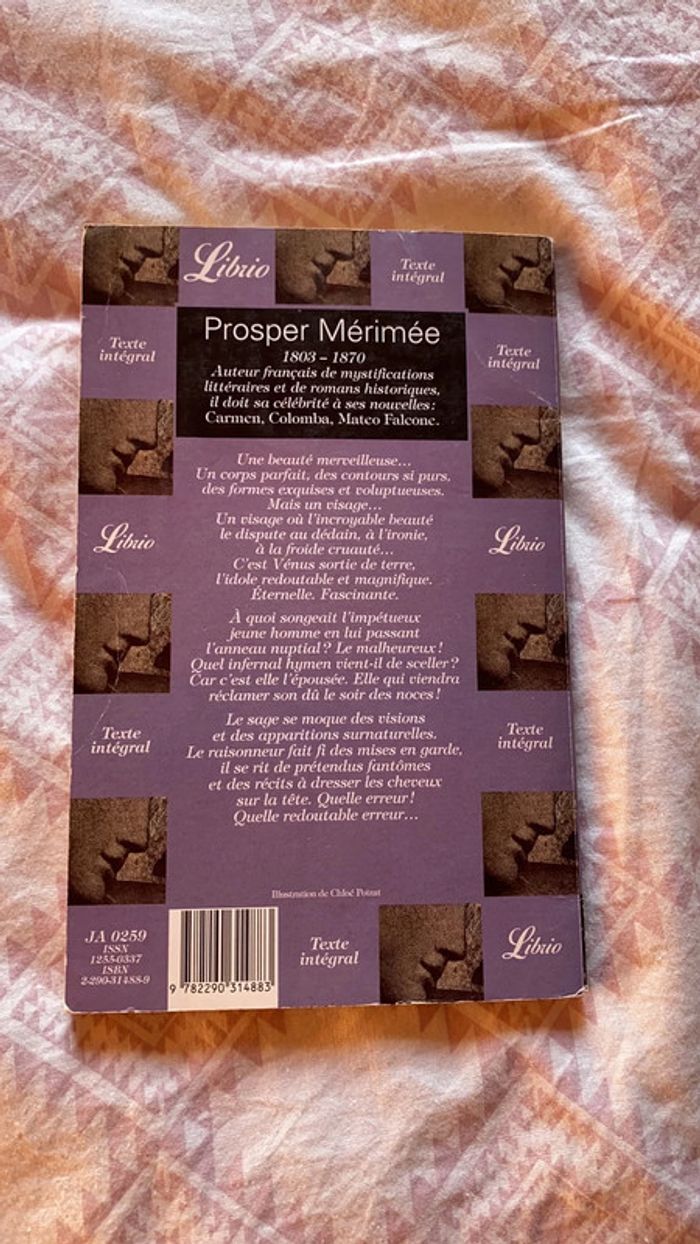 Librio
Texte
intégral
Texte
intégral
Prosper Mérimée
1803 – 1870
Auteur français de mystifications
littéraires et de romans historiques,
il doit sa célébrité à ses nouvelles :
Carmen, Colomba, Mateo Falcone.
Texte
intégral
Une beauté merveilleuse...
Un corps parfait, des contours si purs,
des formes exquises et voluptueuses.
Mais un visage...
Un visage où l'incroyable beauté
le dispute au dédain, à l'ironie,
à la froide cruauté...
C'est Vénus sortie de terre,
l'idole redoutable et magnifique.
Éternelle. Fascinante.
Librio
Librio
À quoi songeait l'impétueux
jeune homme en lui passant
l'anneau nuptial ? Le malheureux !
Quel infernal hymen vient-il de sceller ?
Car c'est elle l'épousée. Elle qui viendra
réclamer son dû le soir des noces !
Le sage se moque des visions
et des apparitions surnaturelles.
Le raisonneur fait fi des mises en garde,
il se rit de prétendus fantômes
et des récits à dresser les cheveux
sur la tête. Quelle erreur !
Quelle redoutable erreur...
Texte
intégral
Texte
intégral
Illustration de Chloé Poizat
JA 0259
ISSN
1255-0337
ISBN
2-290-31488-9
9 782290 314883
Texte
intégral
Librio